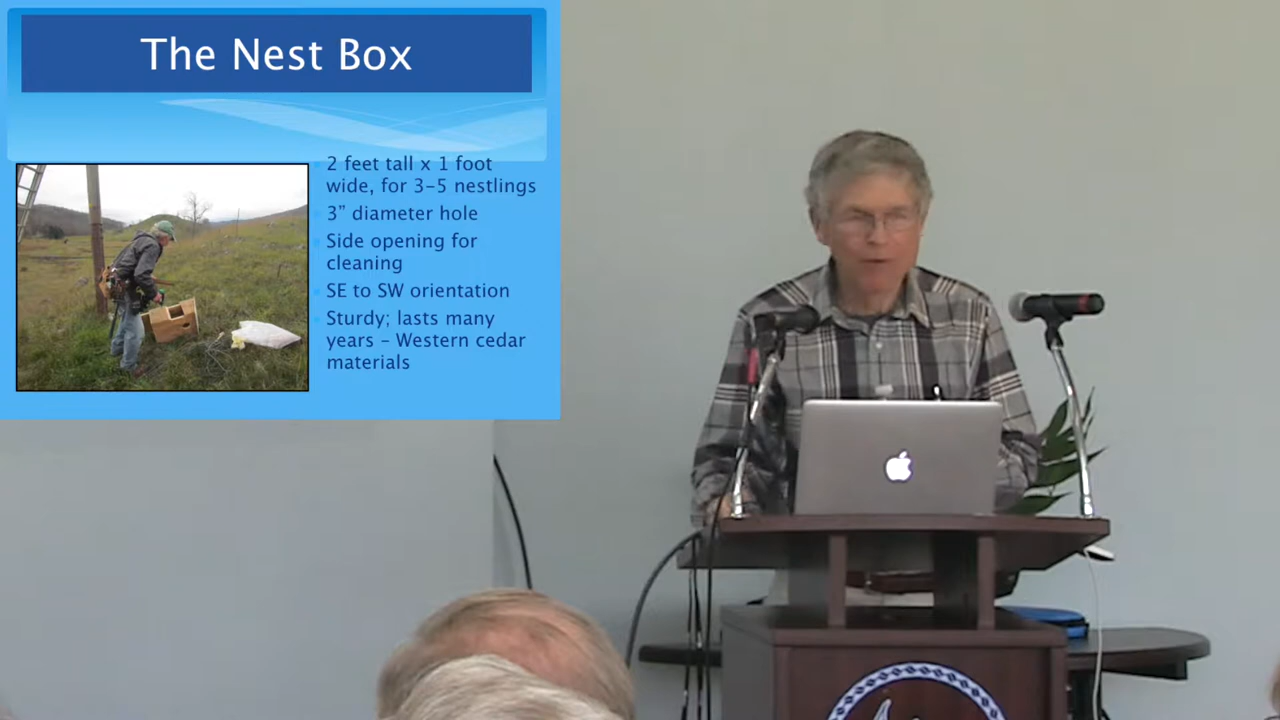 The Nest Box
2 feet tall x 1 foot
wide, for 3-5 nestlings
3” diameter hole
Side opening for
cleaning
SE to SW orientation
Sturdy; lasts many
years – Western cedar
materials